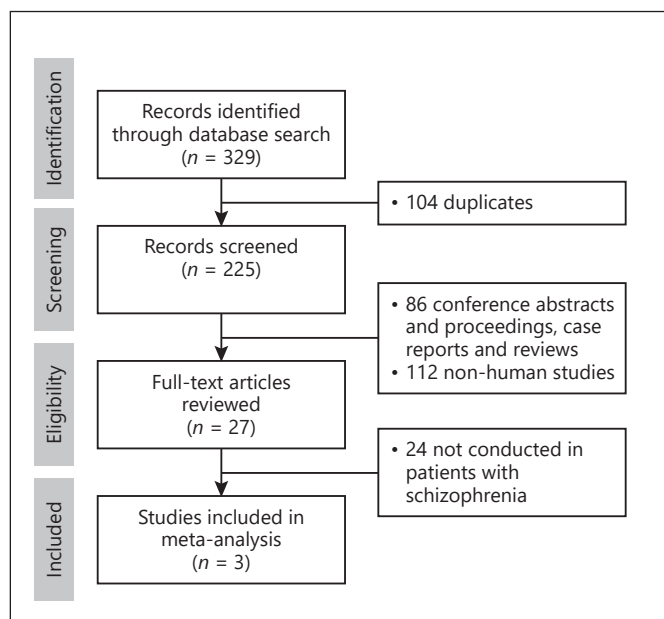 Identification
Records identified
through database search
(n = 329)
• 104 duplicates
Screening
Records screened
(n = 225)
• 86 conference abstracts
and proceedings, case
reports and reviews
• 112 non-human studies
Eligibility
Full-text articles
reviewed
(n = 27)
• 24 not conducted in
patients with
schizophrenia
Included
Studies included in
meta-analysis
(n = 3)